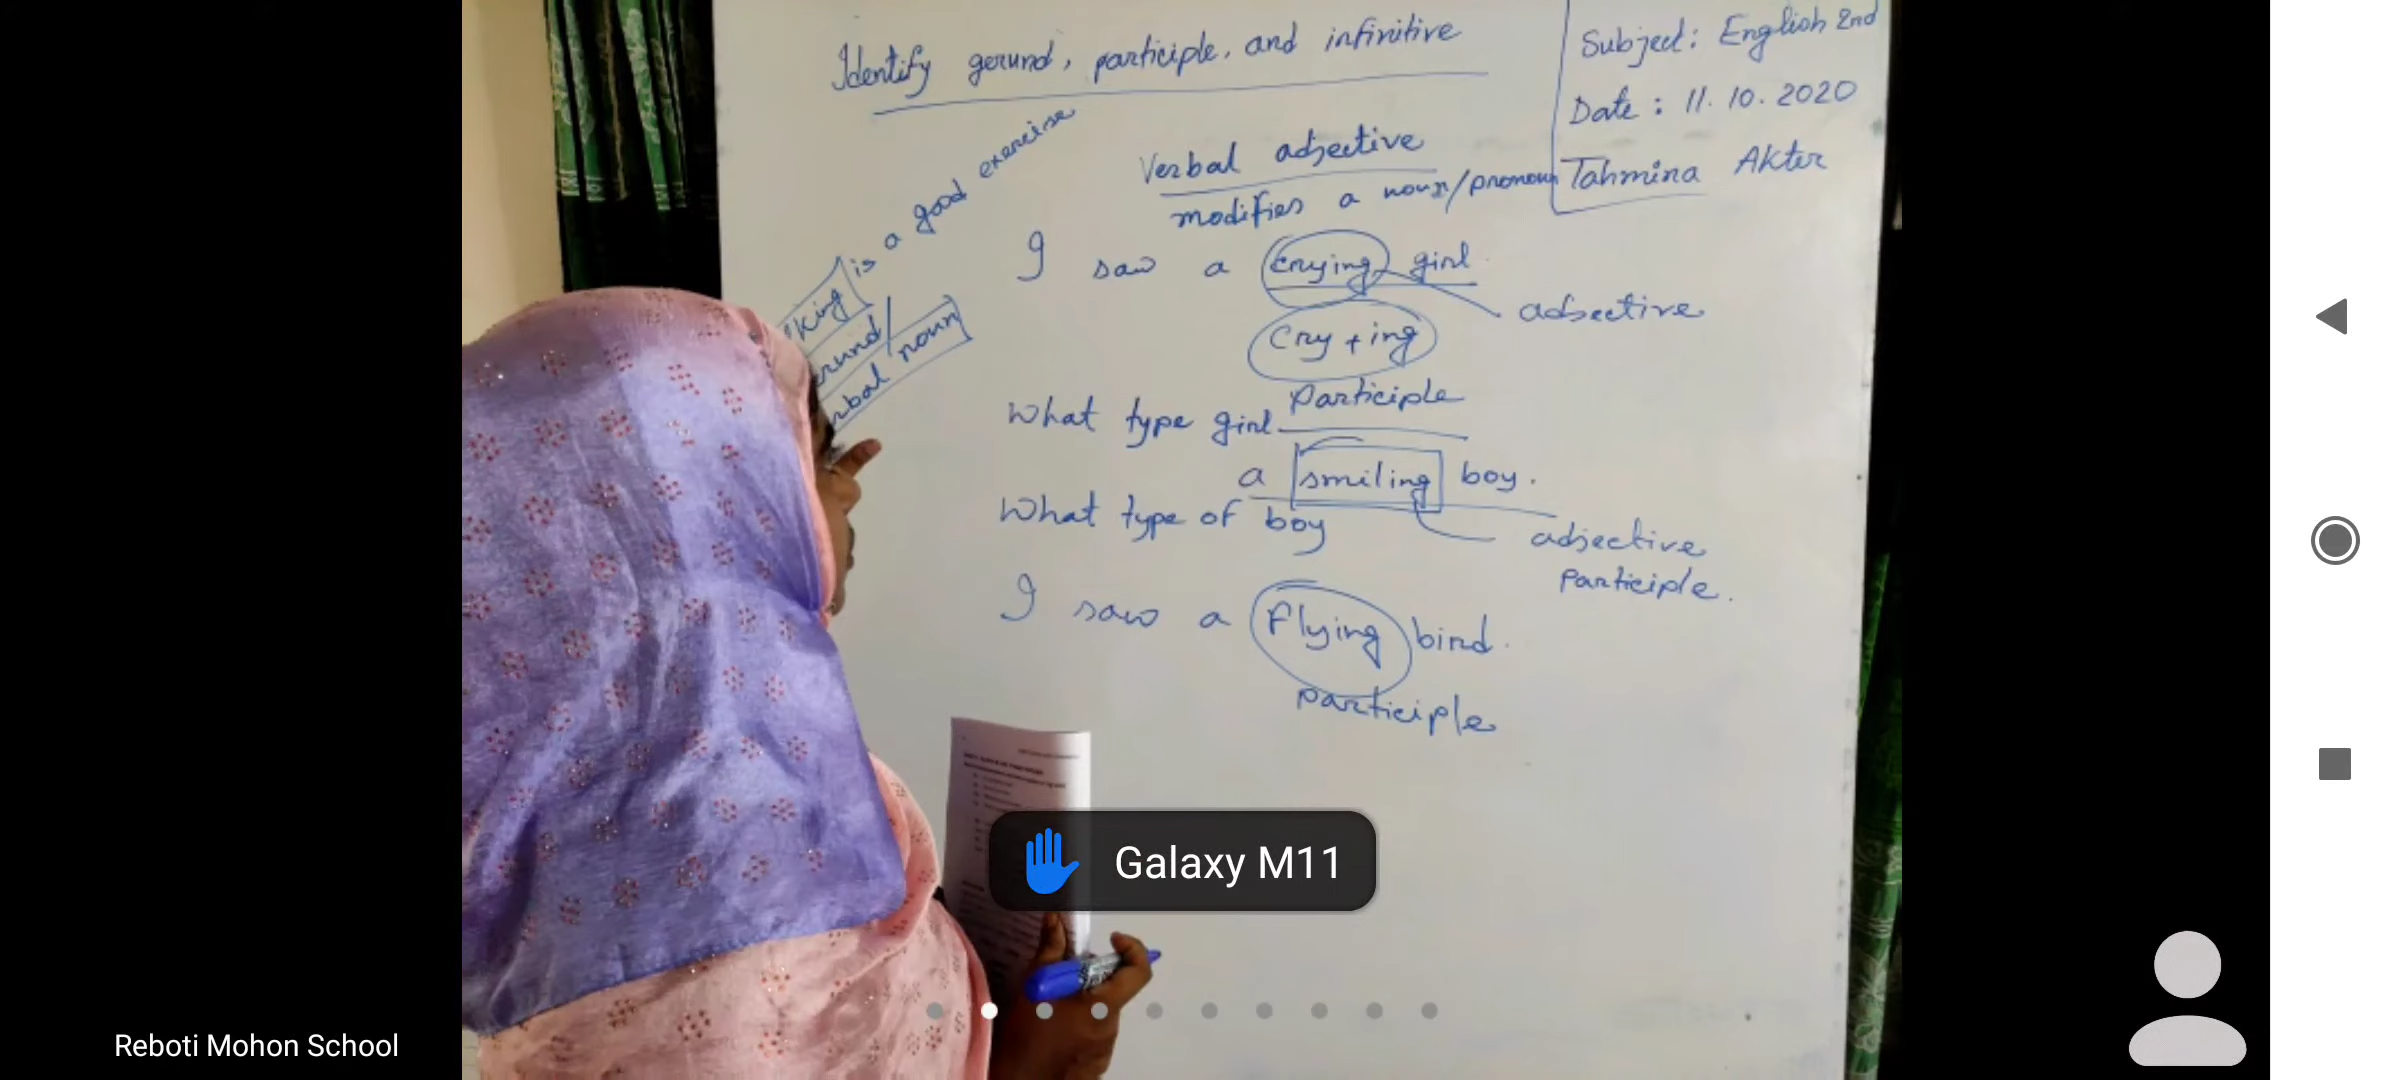 Identify gerund, participle, and infinitive
Subject: English 2nd
Date: 11.10.2020
Tahmina Akter
is a good exercise
verbal adjective
modifies a noun/pronoun
I saw a crying girl.
adjective
cry + ing
participle
What type girl
a smiling boy.
What type of boy
adjective
participle.
I saw a flying bird.
participle
noun
Galaxy M11
Reboti Mohon School